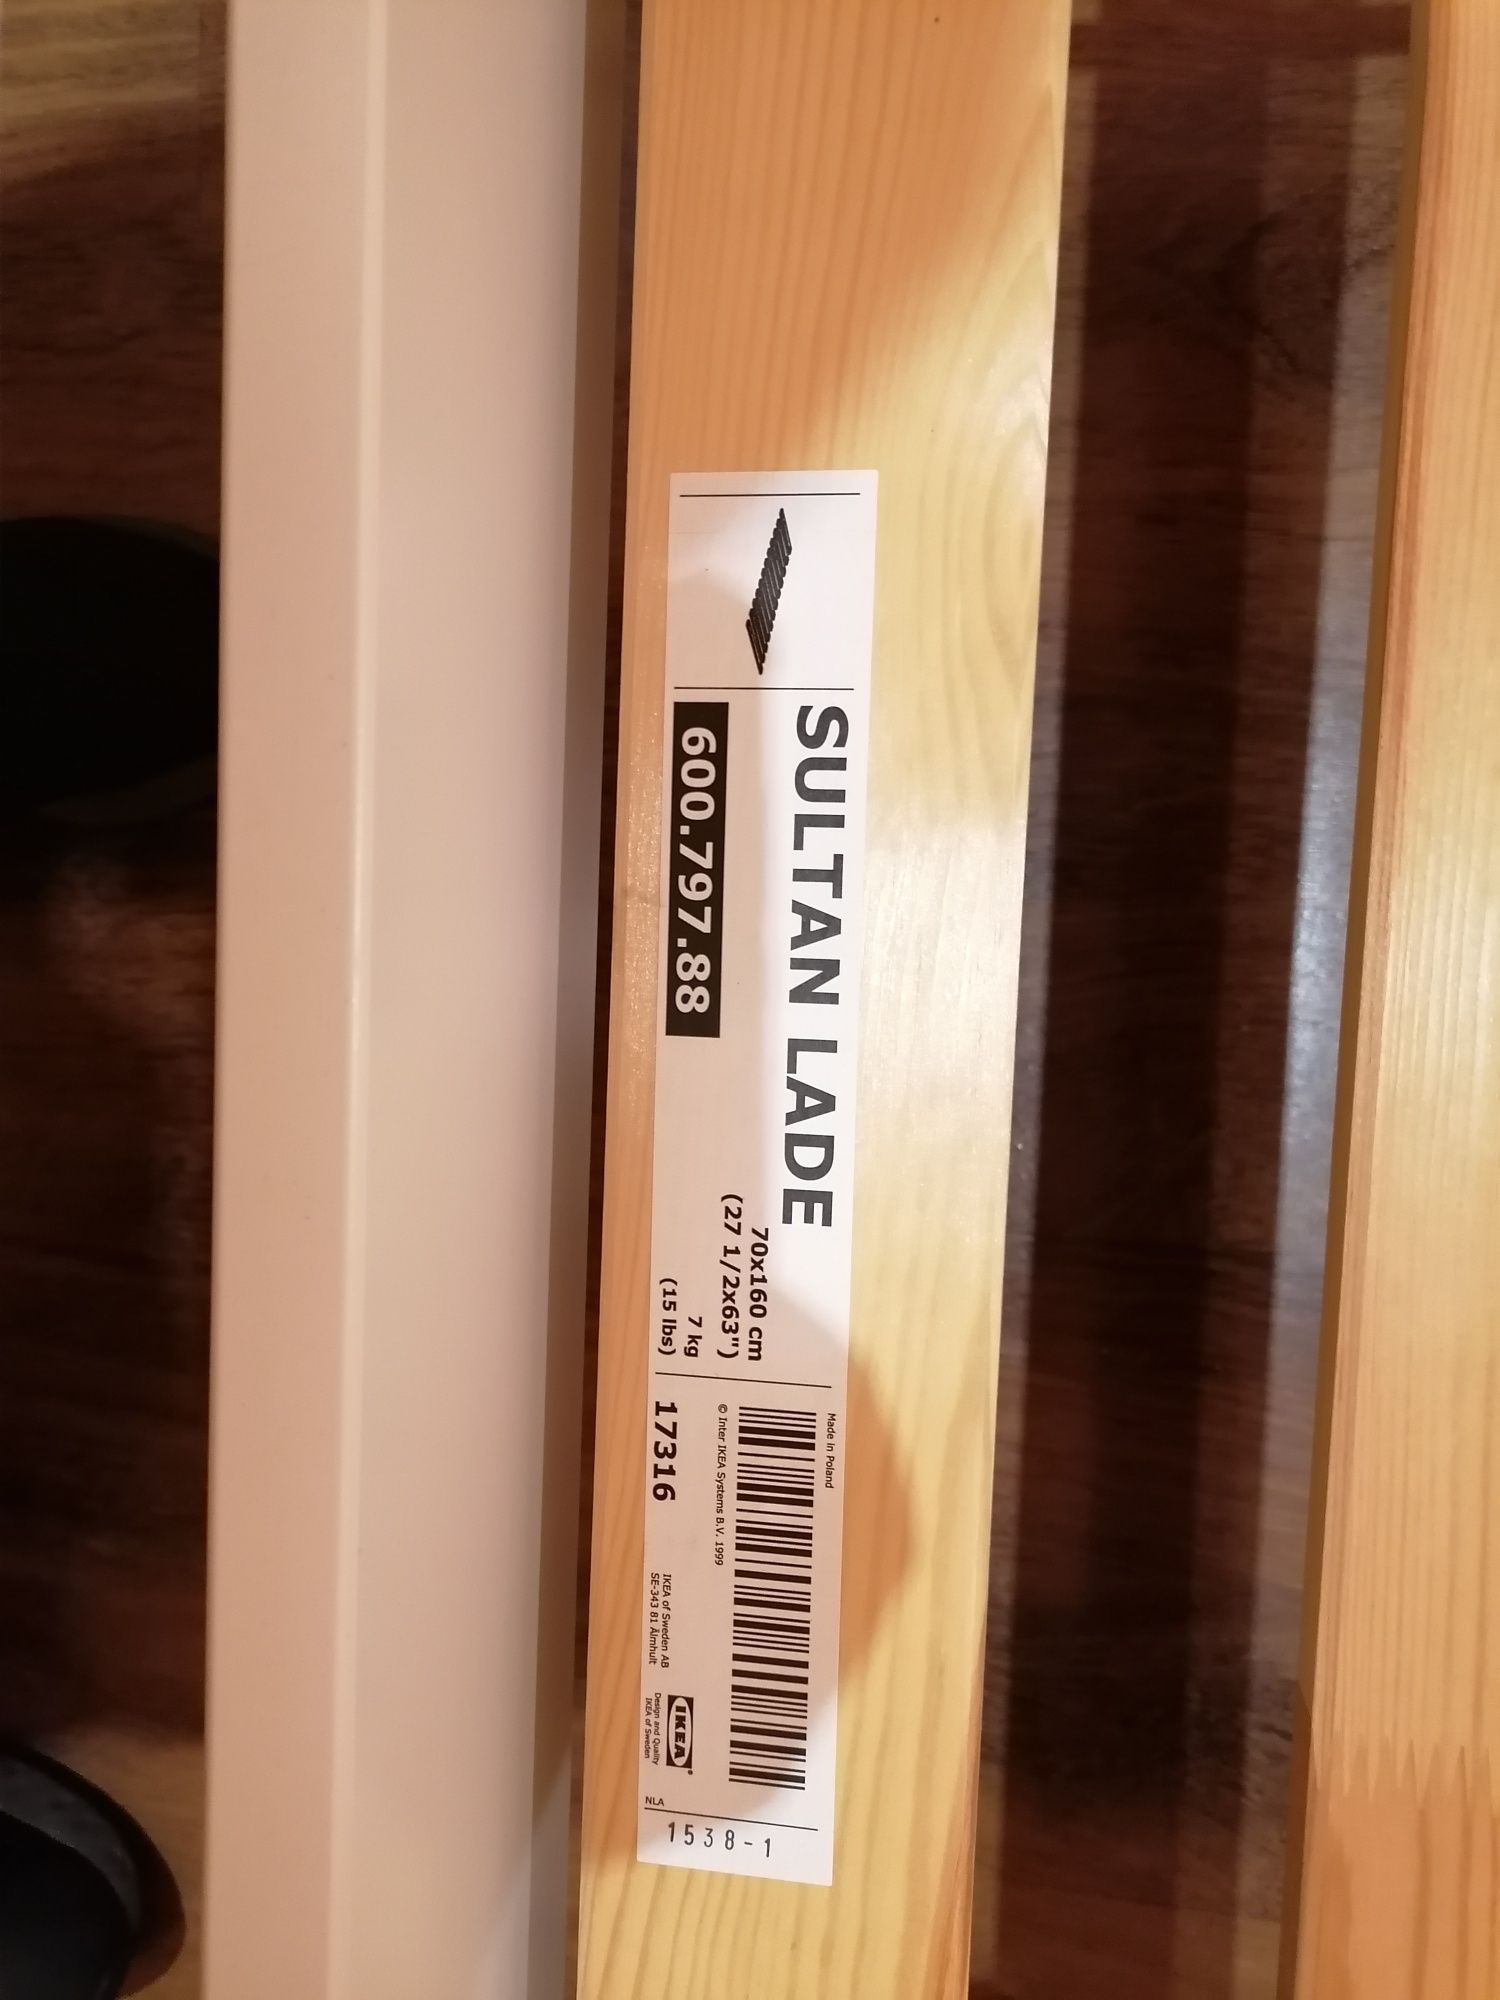 SULTAN LADE
600.797.88
70x160 cm
(27 1/2x63")
7 kg
(15 lbs)
Made in Poland
© Inter IKEA Systems B.V. 1999
17316
IKEA of Sweden AB
SE-343 81 Älmhult
IKEA®
Design and Quality
IKEA of Sweden
NLA
1538-1